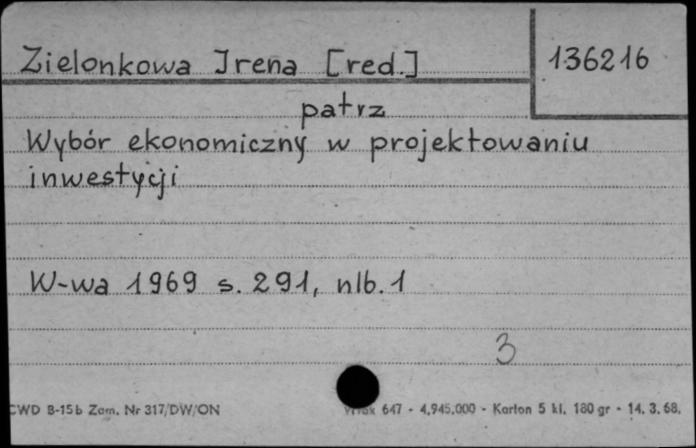 Zielonkowa Irena [red.] 136216
patrz
Wybór ekonomiczny w projektowaniu
inwestycji
W-wa 1969 s. 291, nlb. 1
3
CWD B-15b Zam. Nr 317/DW/ON 647 - 4.945.000 - Karton 5 kl. 180 gr - 14. 3. 68.